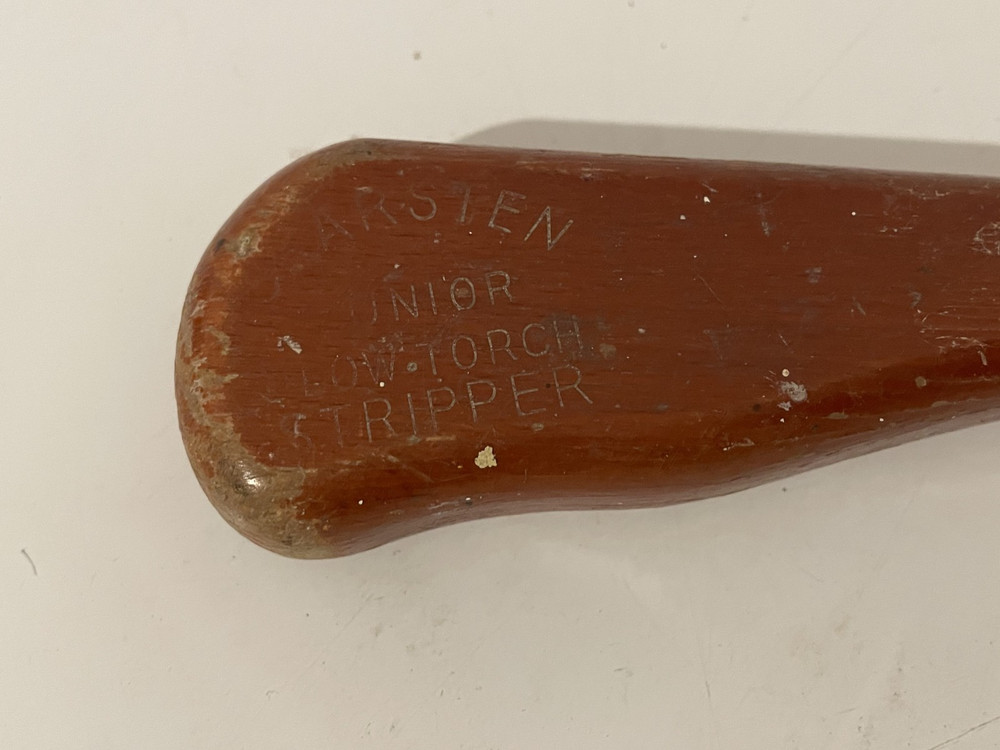 ARSTEN
UNIOR
LOW-TORCH
STRIPPER